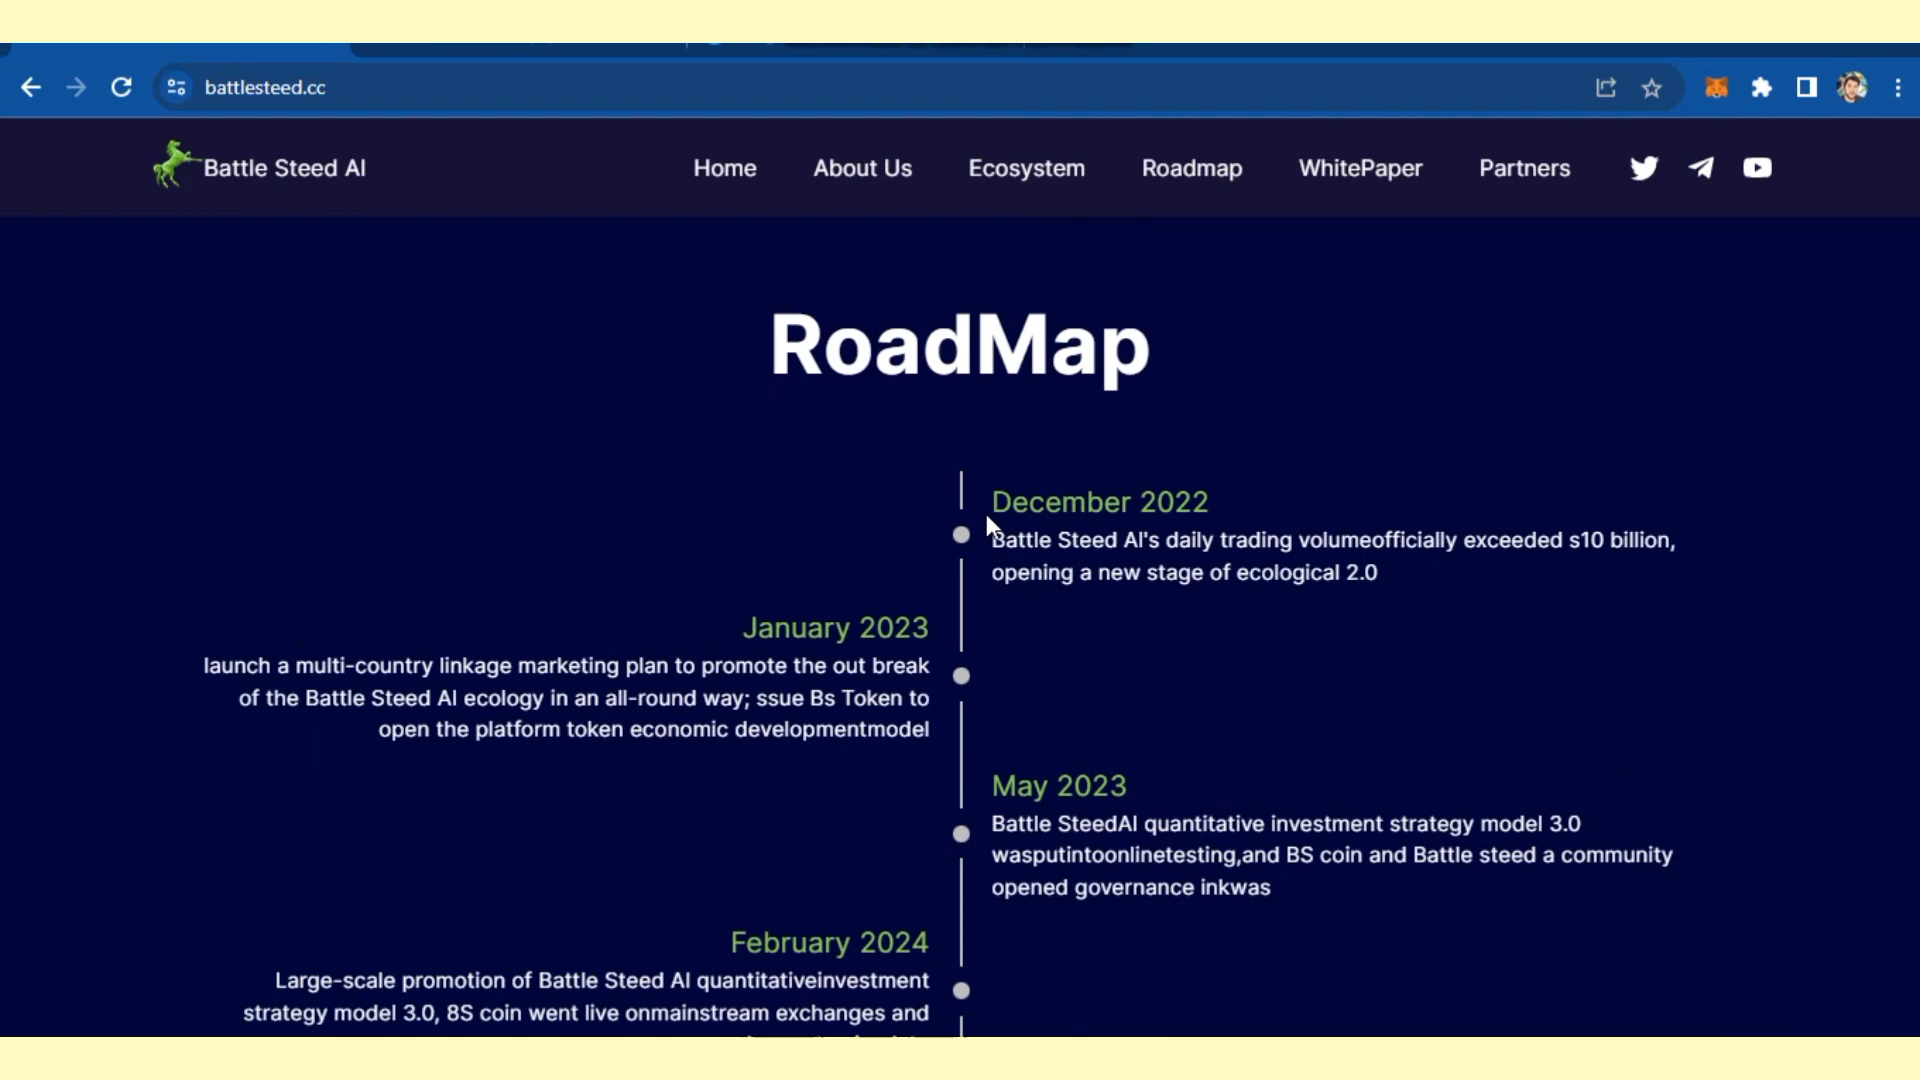 battlesteed.cc
Battle Steed AI
Home
About Us
Ecosystem
Roadmap
WhitePaper
Partners
RoadMap
December 2022
Battle Steed AI's daily trading volumeofficially exceeded s10 billion,
opening a new stage of ecological 2.0
January 2023
launch a multi-country linkage marketing plan to promote the out break
of the Battle Steed AI ecology in an all-round way; ssue Bs Token to
open the platform token economic developmentmodel
May 2023
Battle SteedAI quantitative investment strategy model 3.0
wasputintoonlinetesting,and BS coin and Battle steed a community
opened governance inkwas
February 2024
Large-scale promotion of Battle Steed AI quantitativeinvestment
strategy model 3.0, 8S coin went live onmainstream exchanges and